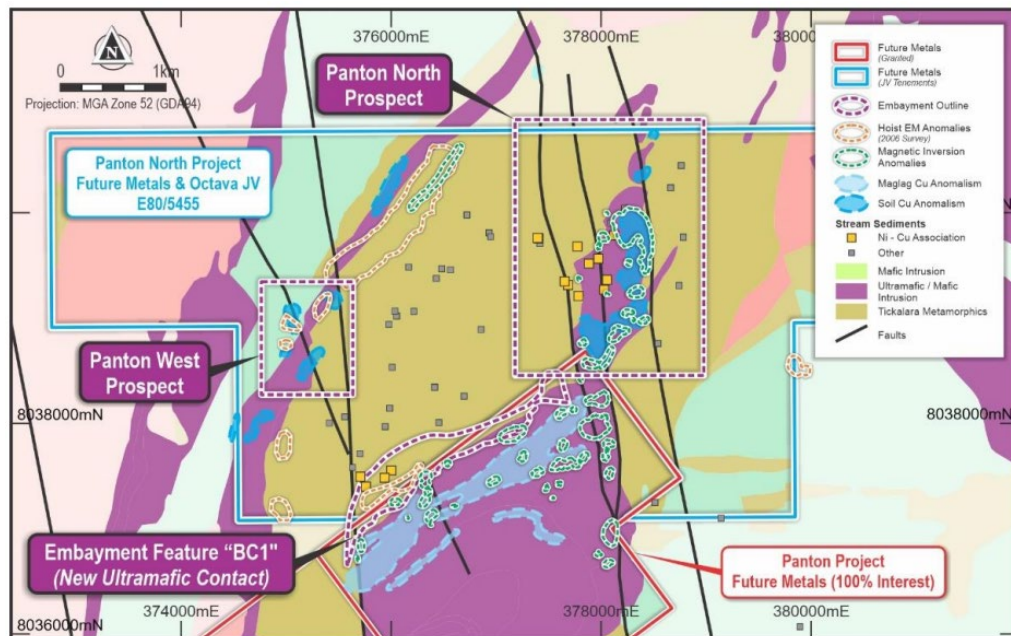 376000mE
378000mE
380000mE
N
0 1km
Projection: MGA Zone 52 (GDA94)
Panton North
Prospect
Panton North Project
Future Metals & Octava JV
E80/5455
Panton West
Prospect
8038000mN
8038000mN
Embayment Feature “BC1"
(New Ultramafic Contact)
Panton Project
Future Metals (100% Interest)
374000mE
378000mE
380000mE
8036000mN
Future Metals
(Granted)
Future Metals
(JV Tenements)
Embayment Outline
Hoist EM Anomalies
(2006 Survey)
Magnetic Inversion
Anomalies
Maglag Cu Anomalism
Soil Cu Anomalism
Stream Sediments
Ni - Cu Association
Other
Mafic Intrusion
Ultramafic / Mafic
Intrusion
Tickalara Metamorphics
Faults